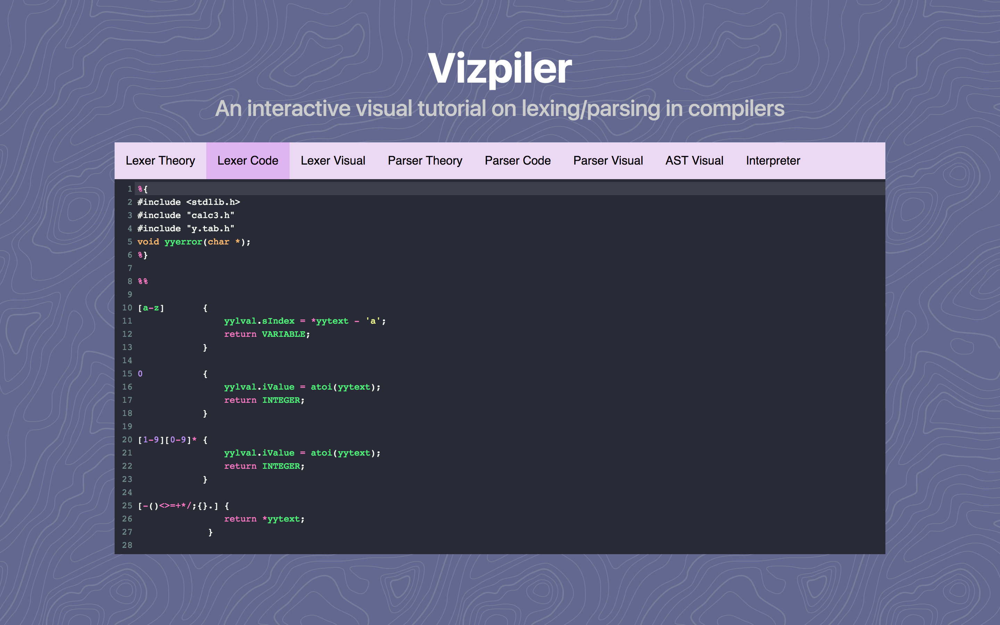 Vizpiler
An interactive visual tutorial on lexing/parsing in compilers
Lexer Theory Lexer Code Lexer Visual Parser Theory Parser Code Parser Visual AST Visual Interpreter
1 %{
2 #include <stdlib.h>
3 #include "calc3.h"
4 #include "y.tab.h"
5 void yyerror(char *);
6 %}
7
8 %%
9
10 [a-z]       {
11                 yylval.sIndex = *yytext - 'a';
12                 return VARIABLE;
13             }
14
15 0           {
16                 yylval.iValue = atoi(yytext);
17                 return INTEGER;
18             }
19
20 [1-9][0-9]* {
21                 yylval.iValue = atoi(yytext);
22                 return INTEGER;
23             }
24
25 [-()<>=+*/;{}.] {
26                 return *yytext;
27              }
28